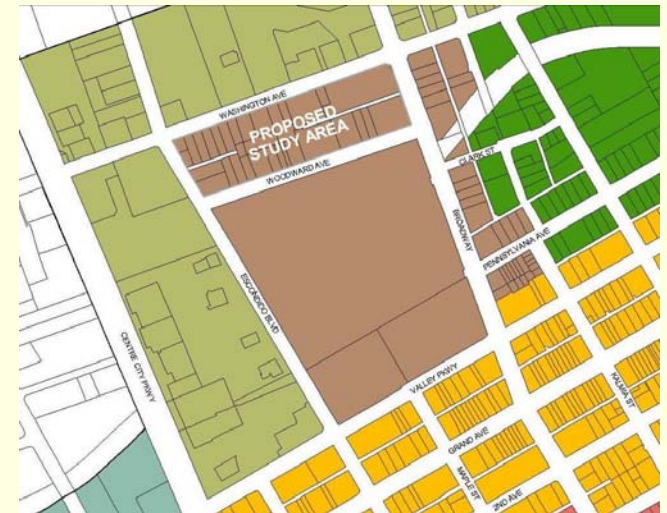 WASHINGTON AVE
PROPOSED
STUDY AREA
WOODWARD AVE
CLARK ST
BROADWAY
PENNSYLVANIA AVE
ESCONDIDO BLVD
CENTRE CITY PKWY
VALLEY PKWY
KALMIA ST
GRAND AVE
MAPLE ST
2ND AVE